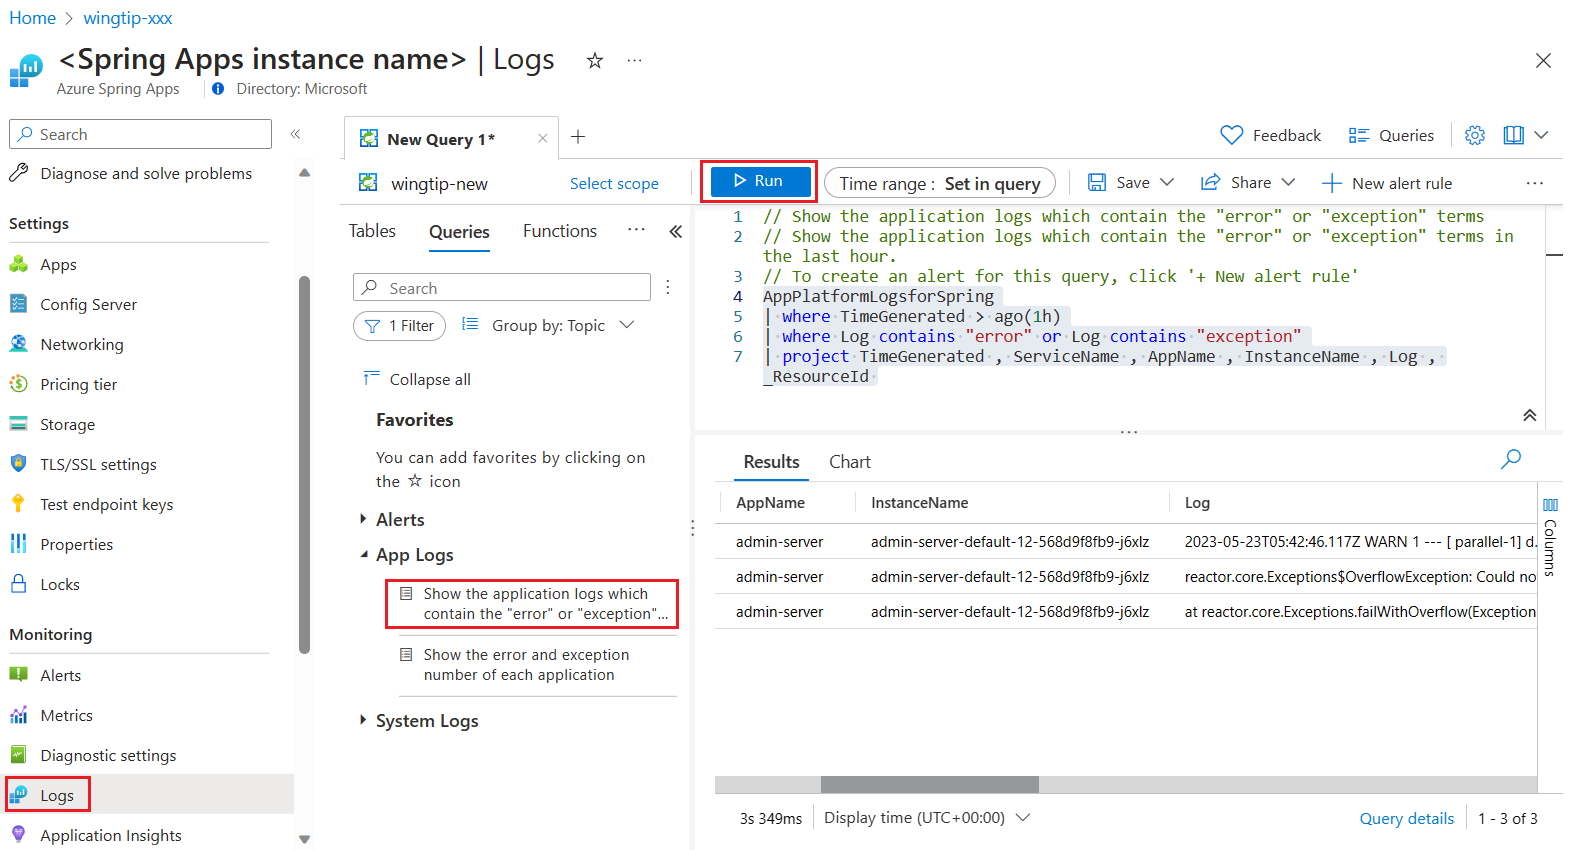 Home > wingtip-xxx
<Spring Apps instance name> | Logs ☆ ...
Azure Spring Apps
Directory: Microsoft
Search
Diagnose and solve problems
Settings
Apps
Config Server
Networking
Pricing tier
Storage
TLS/SSL settings
Test endpoint keys
Properties
Locks
Monitoring
Alerts
Metrics
Diagnostic settings
Logs
Application Insights
New Query 1*
Feedback
Queries
wingtip-new
Select scope
Run
Time range : Set in query
Save
Share
New alert rule
...
Tables
Queries
Functions
...
Search
1 Filter
Group by: Topic
Collapse all
Favorites
You can add favorites by clicking on
the ☆ icon
Alerts
App Logs
Show the application logs which
contain the "error" or "exception"...
Show the error and exception
number of each application
System Logs
1 // Show the application logs which contain the "error" or "exception" terms
2 // Show the application logs which contain the "error" or "exception" terms in
the last hour.
3 // To create an alert for this query, click '+ New alert rule'
4 AppPlatformLogsforSpring
5 | where TimeGenerated > ago(1h)
6 | where Log contains "error" or Log contains "exception"
7 | project TimeGenerated , ServiceName , AppName , InstanceName , Log ,
_ResourceId
Results
Chart
AppName InstanceName Log
admin-server admin-server-default-12-568d9f8fb9-j6xlz 2023-05-23T05:42:46.117Z WARN 1 --- [ parallel-1] d.
admin-server admin-server-default-12-568d9f8fb9-j6xlz reactor.core.Exceptions$OverflowException: Could no
admin-server admin-server-default-12-568d9f8fb9-j6xlz at reactor.core.Exceptions.failWithOverflow(Exception
Columns
3s 349ms
Display time (UTC+00:00)
Query details
1 - 3 of 3